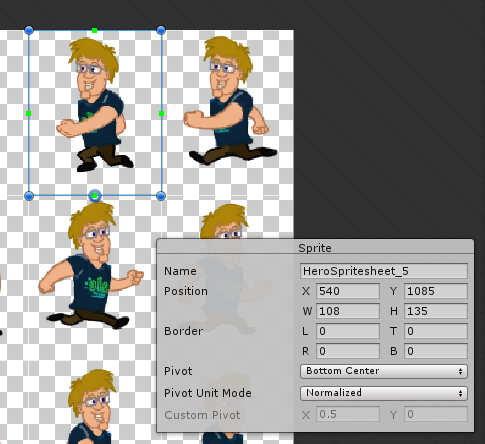 Sprite
Name HeroSpritesheet_5
Position X 540 Y 1085
W 108 H 135
Border L 0 T 0
R 0 B 0
Pivot Bottom Center
Pivot Unit Mode Normalized
Custom Pivot X 0.5 Y 0